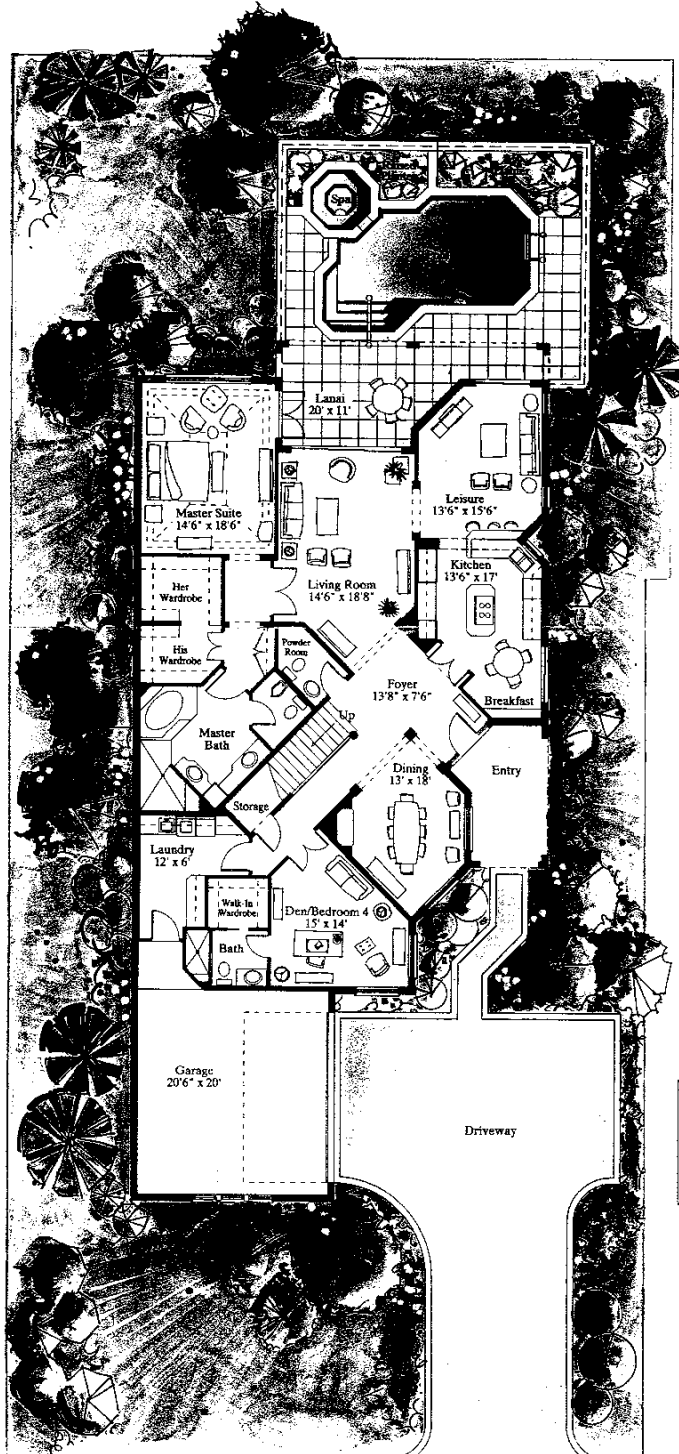 Spa
Lanai
20' x 11'
Leisure
13'6" x 15'6"
Master Suite
14'6" x 18'6"
Kitchen
13'6" x 17'
Living Room
14'6" x 18'8"
Her
Wardrobe
His
Wardrobe
Powder
Room
Foyer
13'8" x 7'6"
Breakfast
Up
Master
Bath
Entry
Dining
13' x 18'
Storage
Laundry
12' x 6'
Walk-In
Wardrobe
Den/Bedroom 4
15' x 14'
Bath
Garage
20'6" x 20'
Driveway